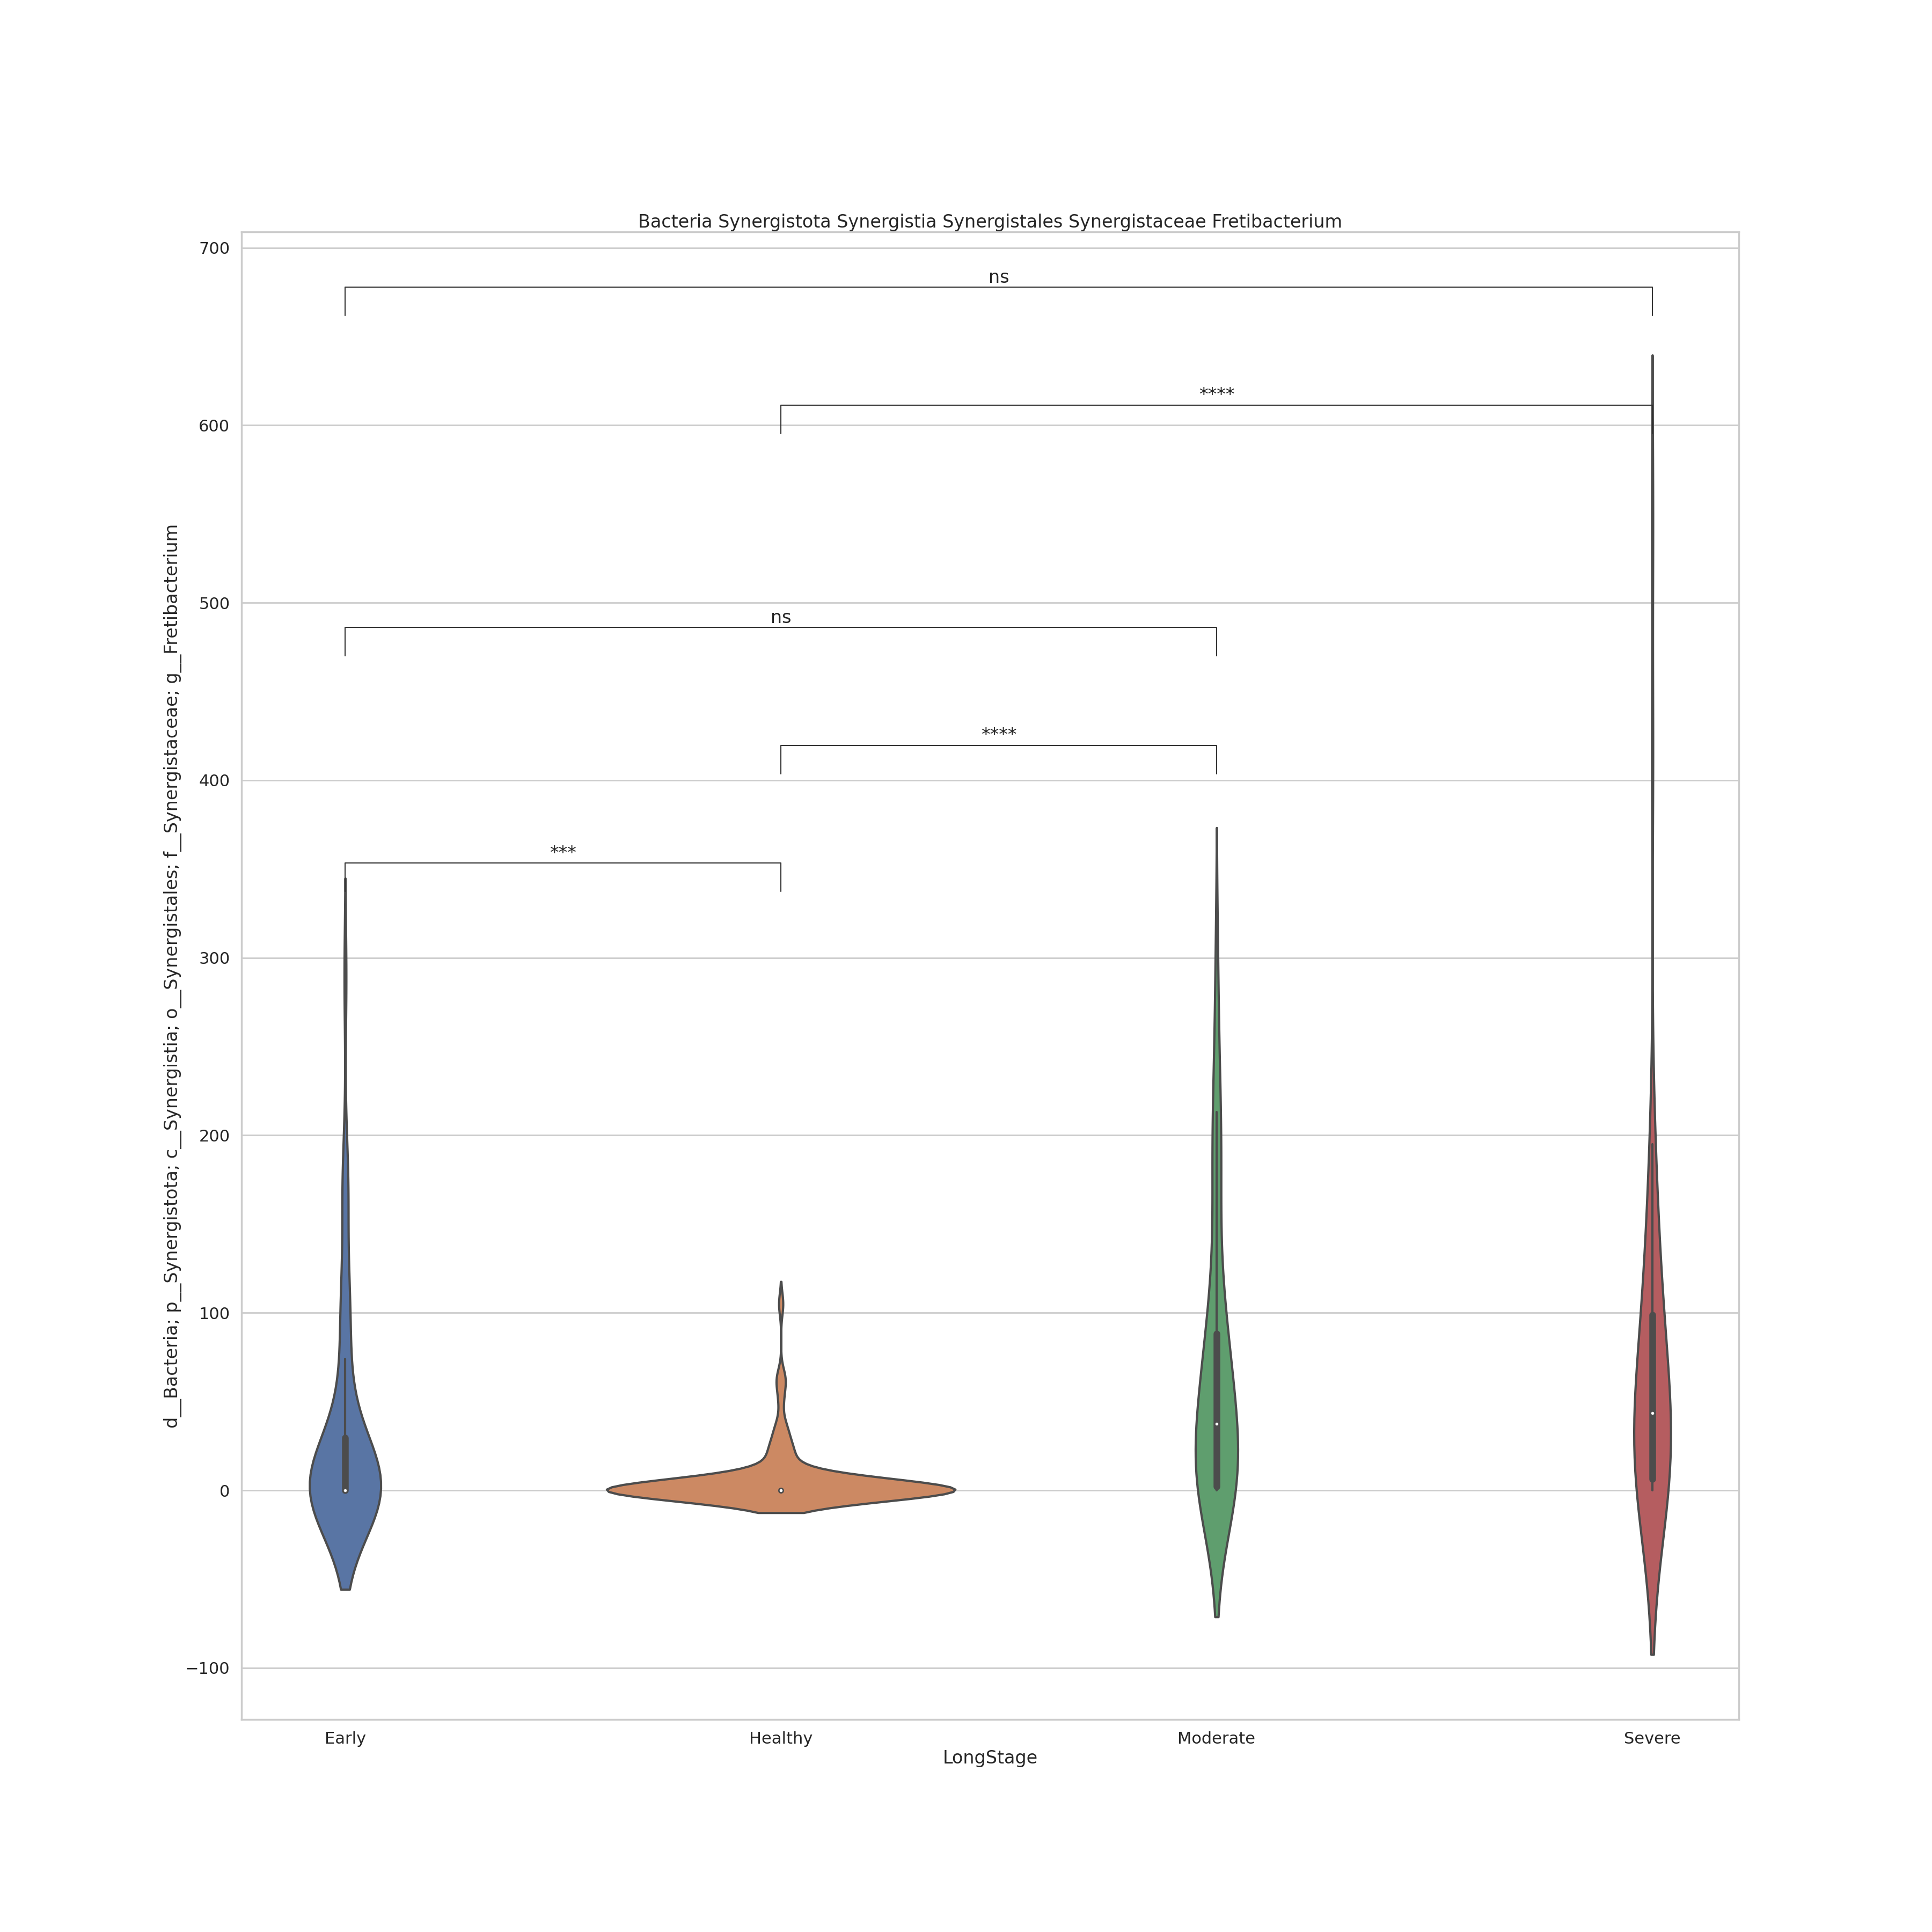 Bacteria Synergistota Synergistia Synergistales Synergistaceae Fretibacterium
d__Bacteria; p__Synergistota; c__Synergistia; o__Synergistales; f__Synergistaceae; g__Fretibacterium
700
600
500
400
300
200
100
0
−100
ns
****
ns
****
***
Early Healthy Moderate Severe
LongStage